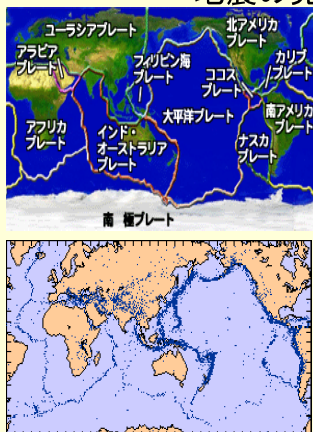 地震の
ユーラシアプレート
北アメリカ
プレート
アラビア
プレート
フィリピン海
プレート
ココス
プレート
カリブ
プレート
太平洋プレート
アフリカ
プレート
インド・
オーストラリア
プレート
ナスカ
プレート
南アメリカ
プレート
南極プレート